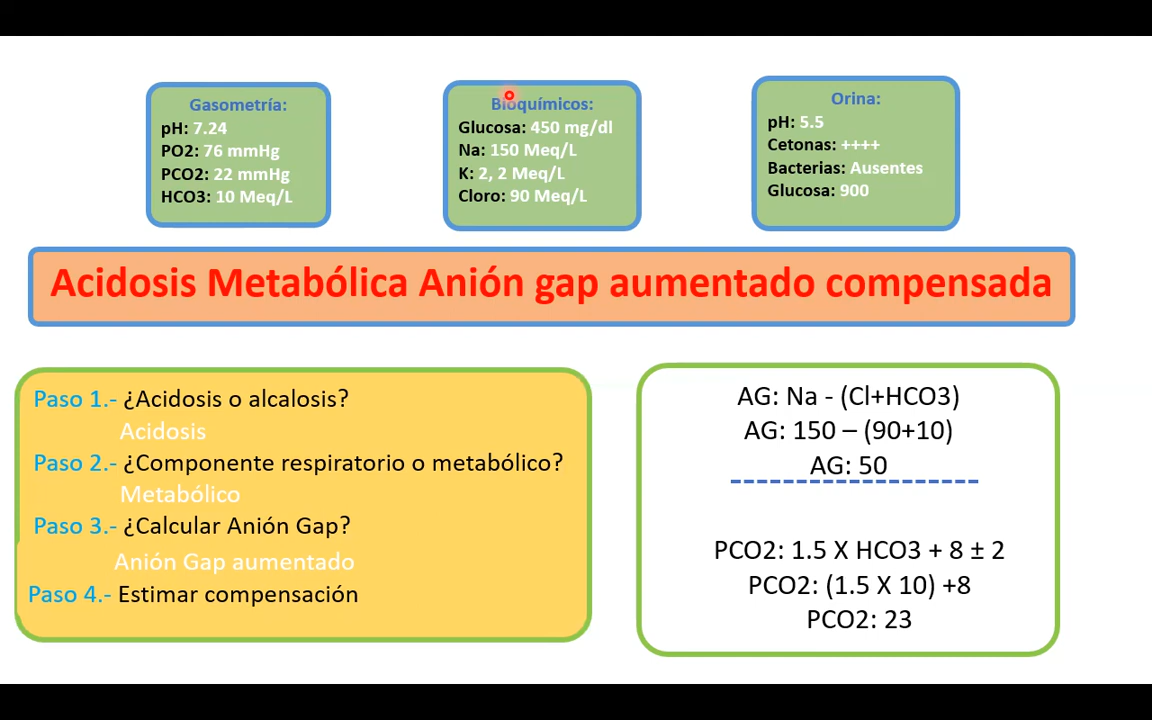 Gasometría:
pH: 7.24
PO2: 76 mmHg
PCO2: 22 mmHg
HCO3: 10 Meq/L
Bioquímicos:
Glucosa: 450 mg/dl
Na: 150 Meq/L
K: 2, 2 Meq/L
Cloro: 90 Meq/L
Orina:
pH: 5.5
Cetonas: ++++
Bacterias: Ausentes
Glucosa: 900
Acidosis Metabólica Anión gap aumentado compensada
Paso 1.- ¿Acidosis o alcalosis?
Acidosis
Paso 2.- ¿Componente respiratorio o metabólico?
Metabólico
Paso 3.- ¿Calcular Anión Gap?
Anión Gap aumentado
Paso 4.- Estimar compensación
AG: Na - (Cl+HCO3)
AG: 150 – (90+10)
AG: 50
PCO2: 1.5 X HCO3 + 8 ± 2
PCO2: (1.5 X 10) +8
PCO2: 23